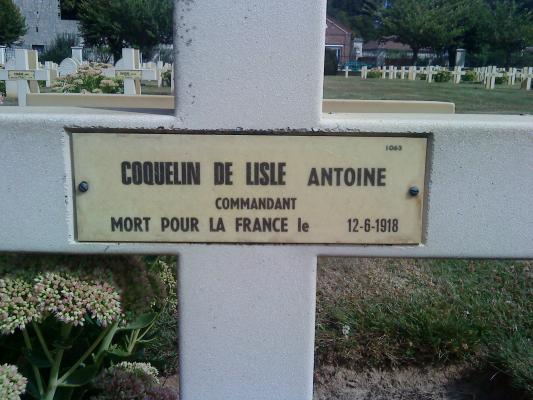 1063
COQUELIN DE LISLE ANTOINE
COMMANDANT
MORT POUR LA FRANCE le 12-6-1918